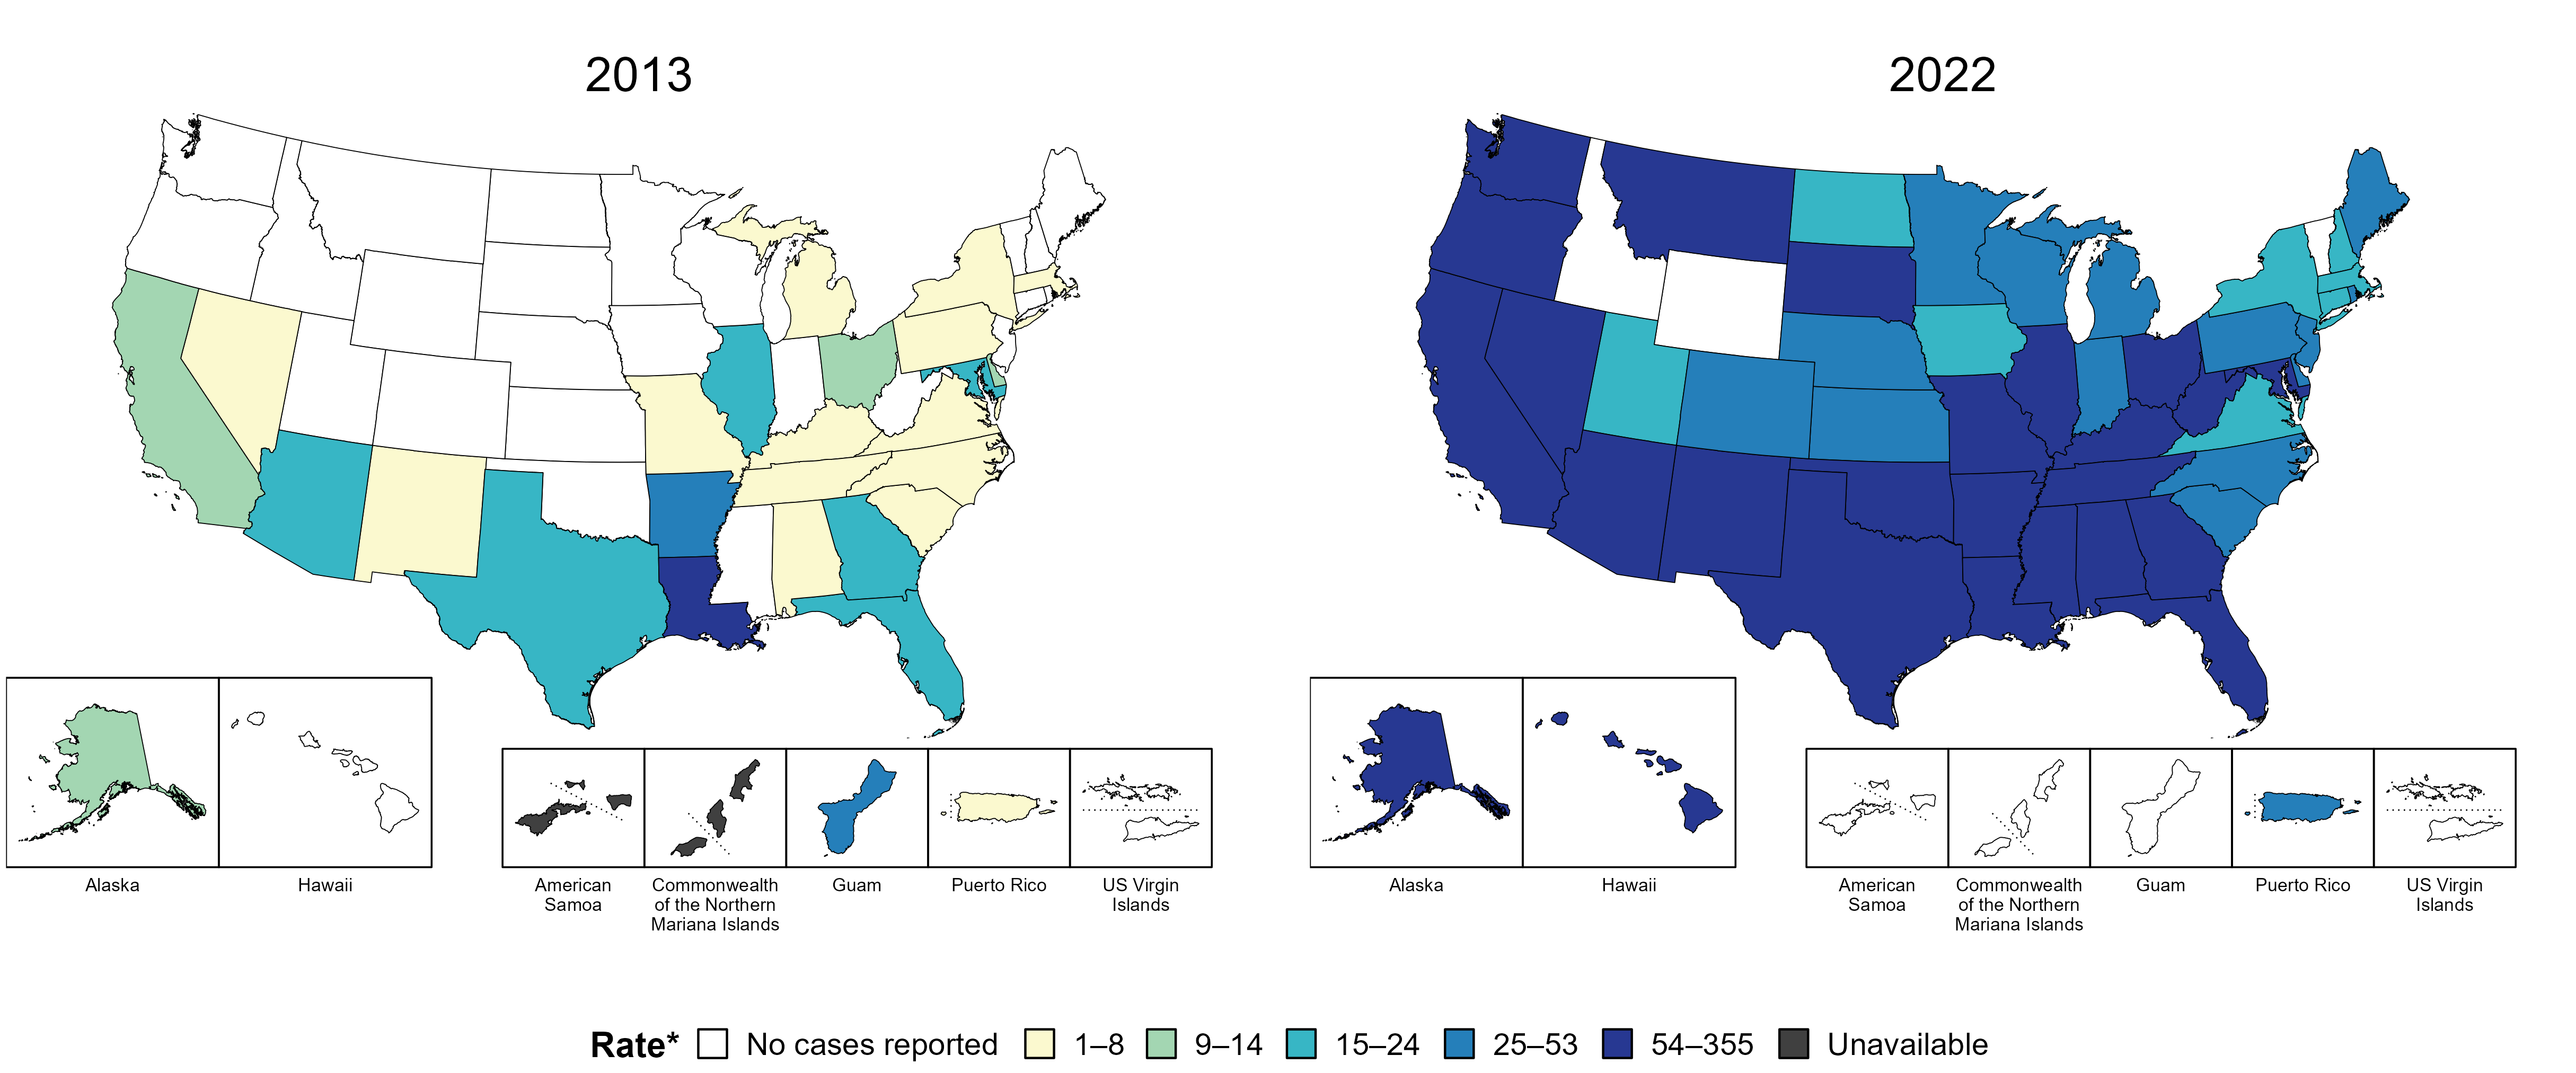 2013
2022
Alaska
Hawaii
American
Samoa
Commonwealth
of the Northern
Mariana Islands
Guam
Puerto Rico
US Virgin
Islands
Alaska
Hawaii
American
Samoa
Commonwealth
of the Northern
Mariana Islands
Guam
Puerto Rico
US Virgin
Islands
Rate* No cases reported 1–8 9–14 15–24 25–53 54–355 Unavailable